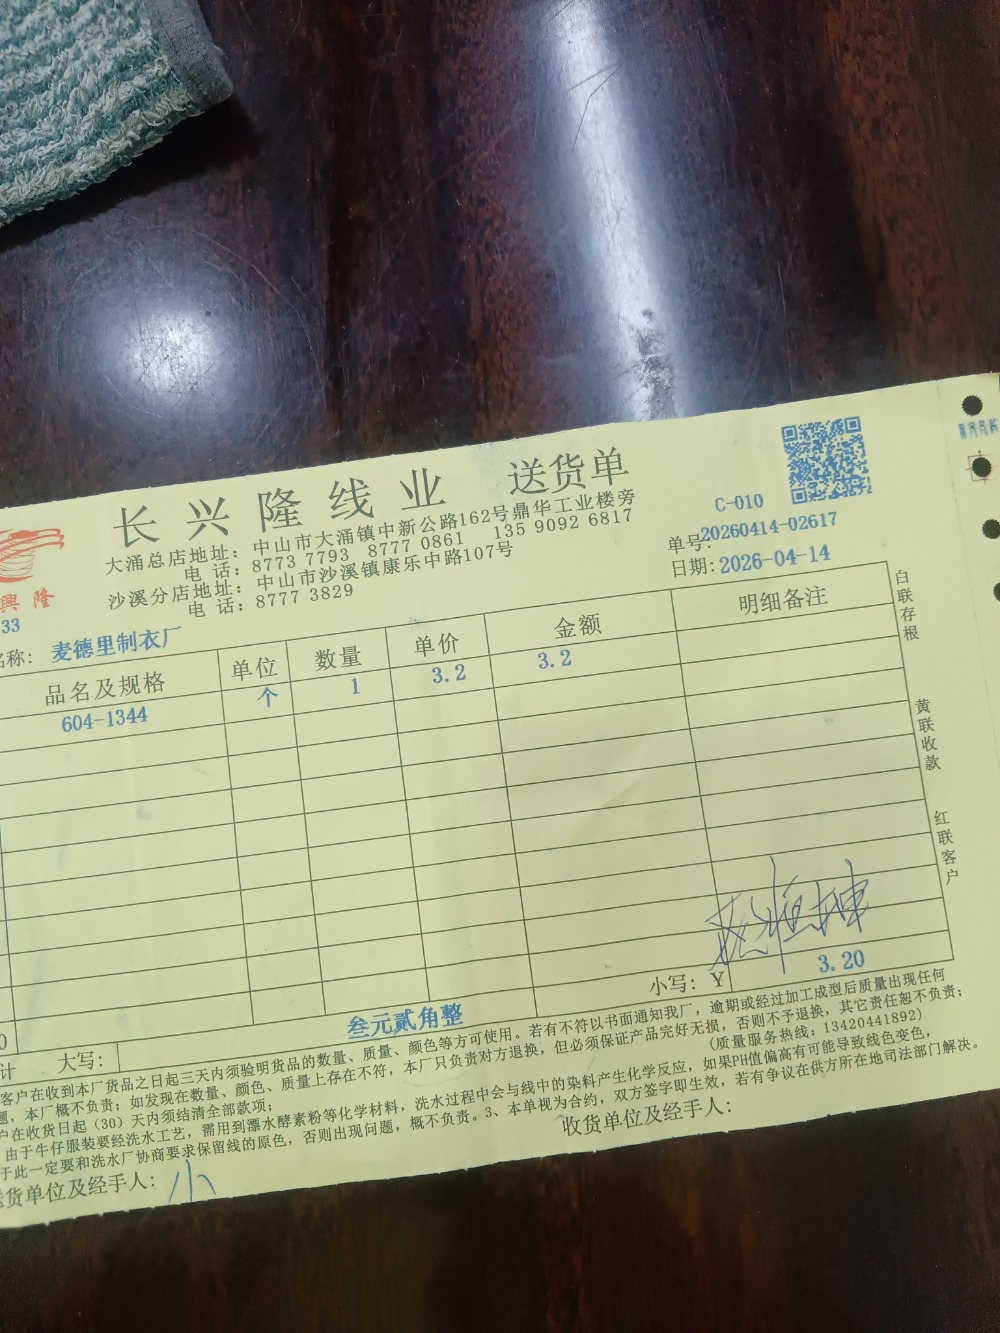 长兴隆线业 送货单
大涌总店地址：中山市大涌镇中新公路162号鼎华工业楼旁
电 话：8773 7793 8777 0861 135 9092 6817
沙溪分店地址：中山市沙溪镇康乐中路107号
电 话：8777 3829
C-010
单号：20260414-02617
日期：2026-04-14
興隆
33
名称：麦德里制衣厂
品名及规格 单位 数量 单价 金额 明细备注
604-1344 个 1 3.2 3.2
白联存根 黄联收款 红联客户
小写：Y 3.20
计 大写： 叁元贰角整
客户在收到本厂货品之日起三天内须验明货品的数量、质量、颜色等方可使用。若有不符以书面通知我厂，逾期或经过加工成型后质量出现任何
题，本厂概不负责；如发现在数量、颜色、质量上存在不符，本厂只负责对方退换，但必须保证产品完好无损，否则不予退换，其它责任恕不负责；
户在收货日起（30）天内须结清全部款项； （质量服务热线：13420441892）
由于牛仔服装要经洗水工艺，需用到漂水酵素粉等化学材料，洗水过程中会与线中的染料产生化学反应，如果PH值偏高有可能导致线色变色，
于此一定要和洗水厂协商要求保留线的原色，否则出现问题，概不负责。3、本单视为合约，双方签字即生效，若有争议在供方所在地司法部门解决。
送货单位及经手人：小
收货单位及经手人：